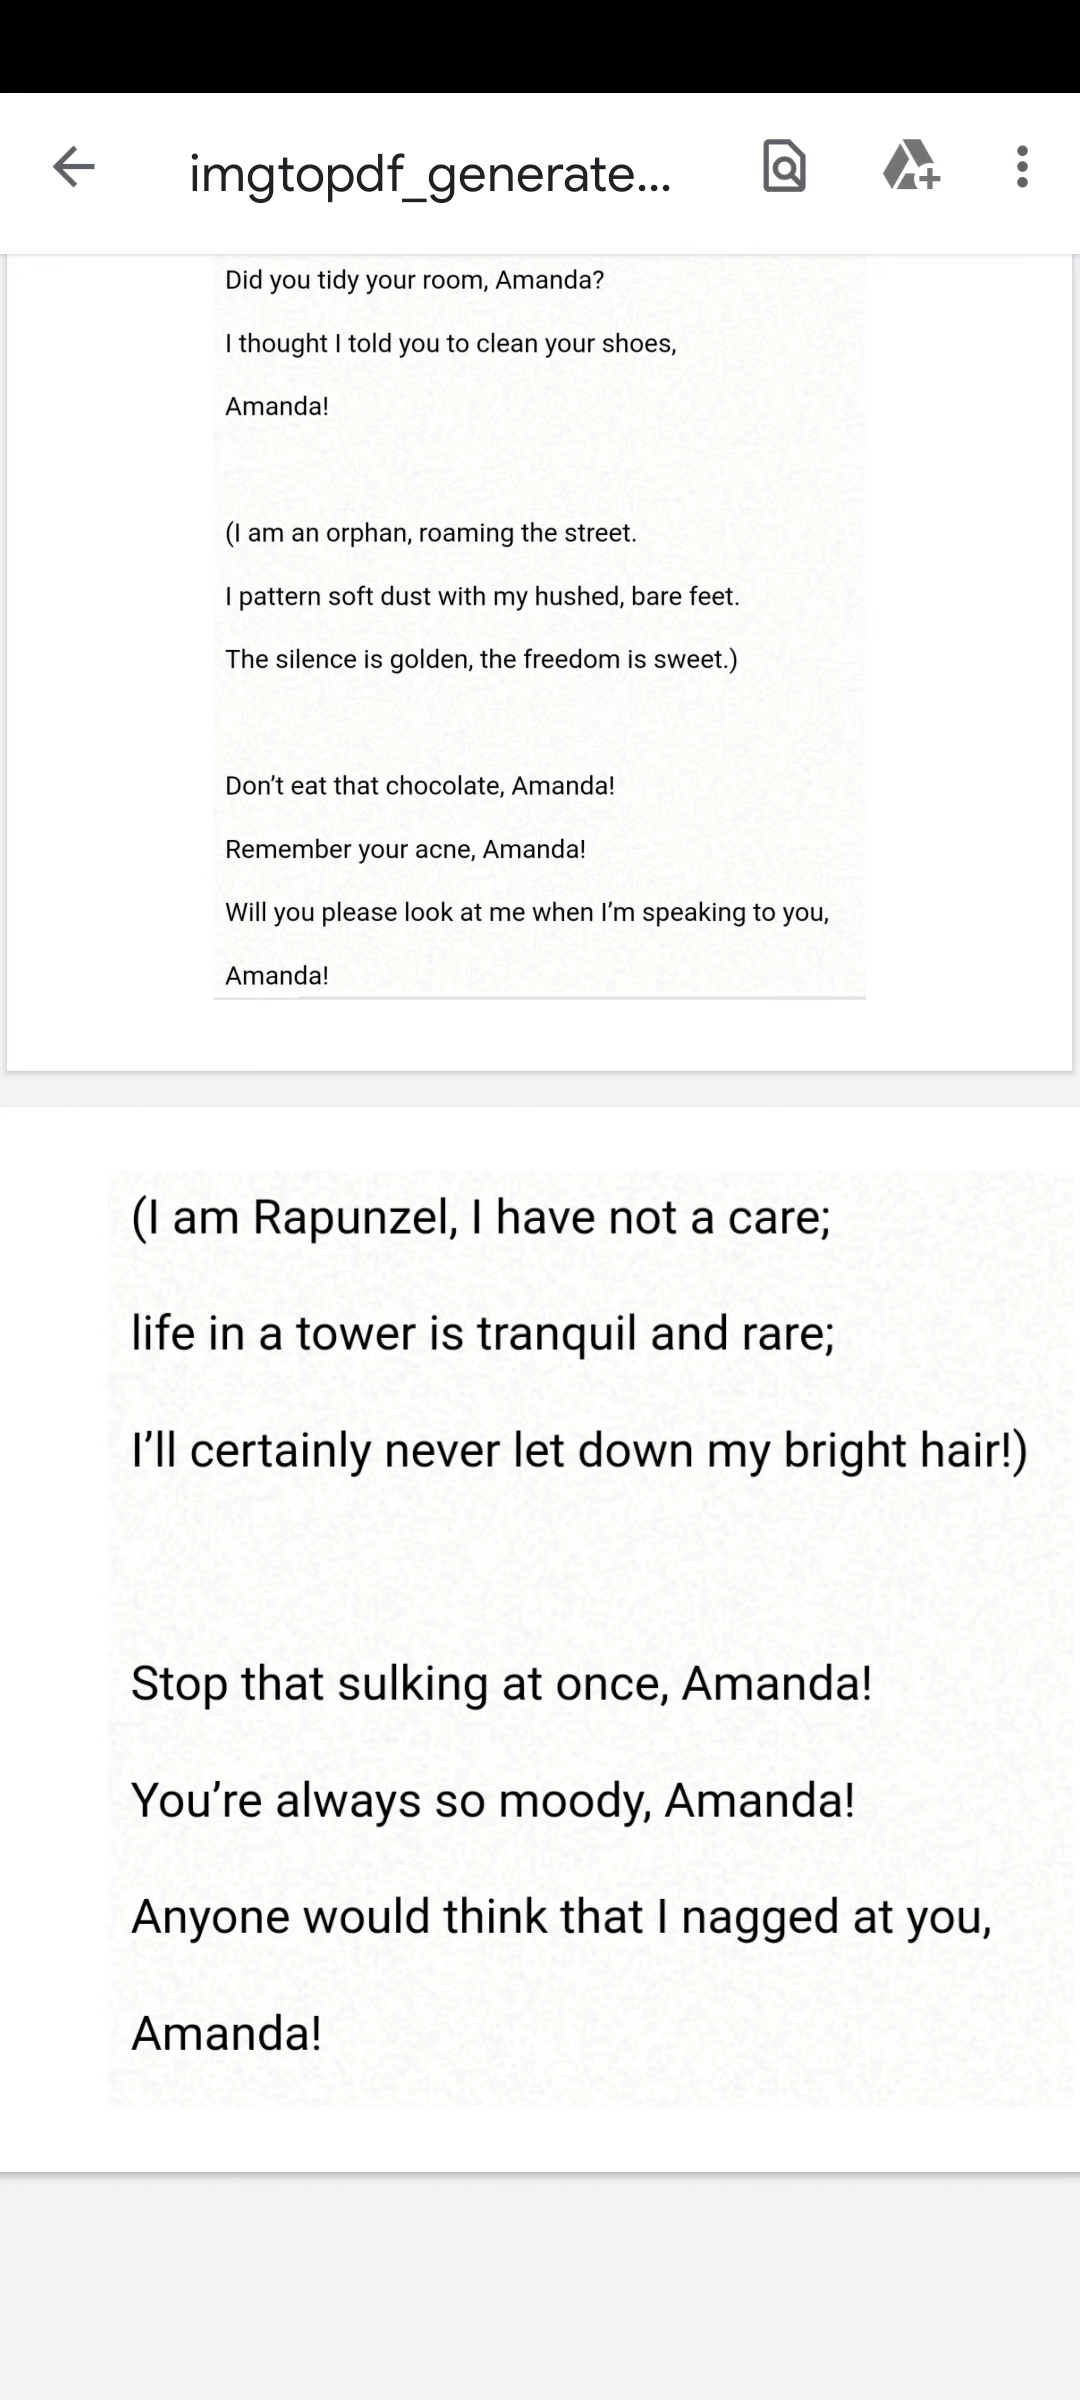 imgtopdf_generate...
Did you tidy your room, Amanda?
I thought I told you to clean your shoes,
Amanda!
(I am an orphan, roaming the street.
I pattern soft dust with my hushed, bare feet.
The silence is golden, the freedom is sweet.)
Don’t eat that chocolate, Amanda!
Remember your acne, Amanda!
Will you please look at me when I’m speaking to you,
Amanda!
(I am Rapunzel, I have not a care;
life in a tower is tranquil and rare;
I’ll certainly never let down my bright hair!)
Stop that sulking at once, Amanda!
You’re always so moody, Amanda!
Anyone would think that I nagged at you,
Amanda!